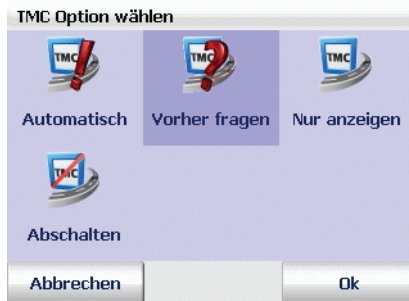 TMC Option wählen
TMC TMC TMC
Automatisch Vorher fragen Nur anzeigen
TMC
Abschalten
Abbrechen Ok